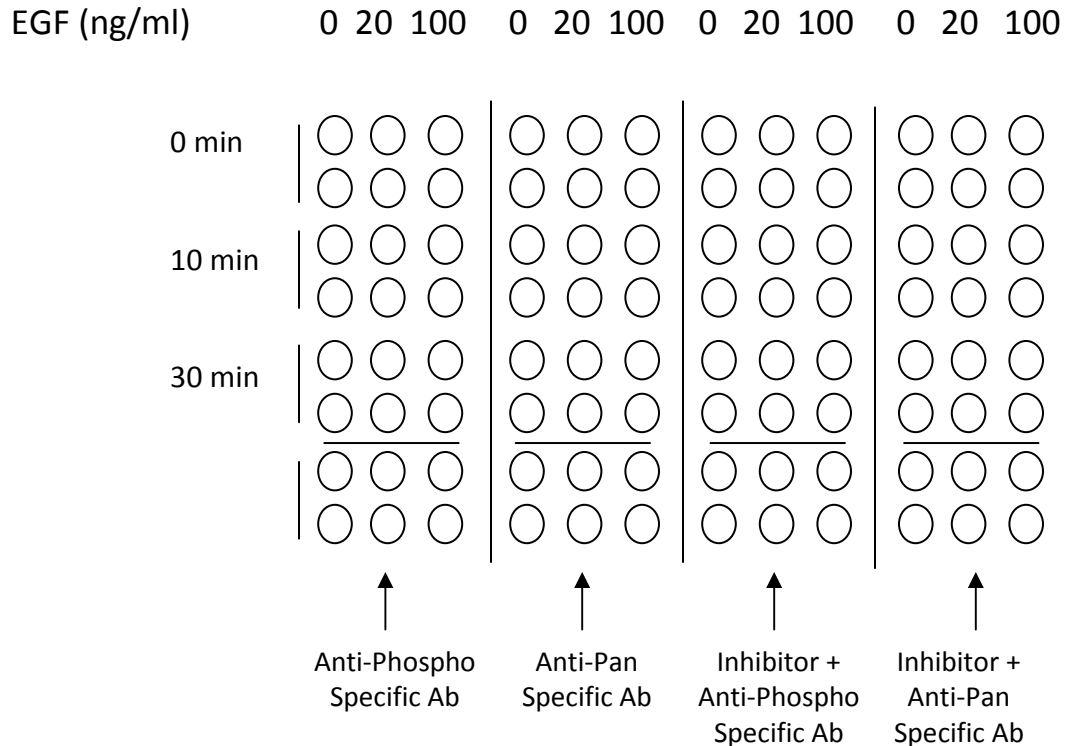 EGF (ng/ml) 0 20 100 0 20 100 0 20 100 0 20 100
0 min
10 min
30 min
Anti-Phospho
Specific Ab
Anti-Pan
Specific Ab
Inhibitor +
Anti-Phospho
Specific Ab
Inhibitor +
Anti-Pan
Specific Ab